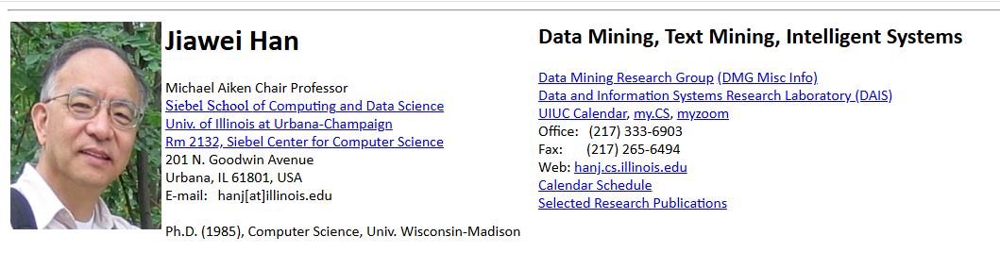 Jiawei Han
Michael Aiken Chair Professor
Siebel School of Computing and Data Science
Univ. of Illinois at Urbana-Champaign
Rm 2132, Siebel Center for Computer Science
201 N. Goodwin Avenue
Urbana, IL 61801, USA
E-mail: hanj[at]illinois.edu
Ph.D. (1985), Computer Science, Univ. Wisconsin-Madison
Data Mining, Text Mining, Intelligent Systems
Data Mining Research Group (DMG Misc Info)
Data and Information Systems Research Laboratory (DAIS)
UIUC Calendar, my.CS, myzoom
Office: (217) 333-6903
Fax: (217) 265-6494
Web: hanj.cs.illinois.edu
Calendar Schedule
Selected Research Publications